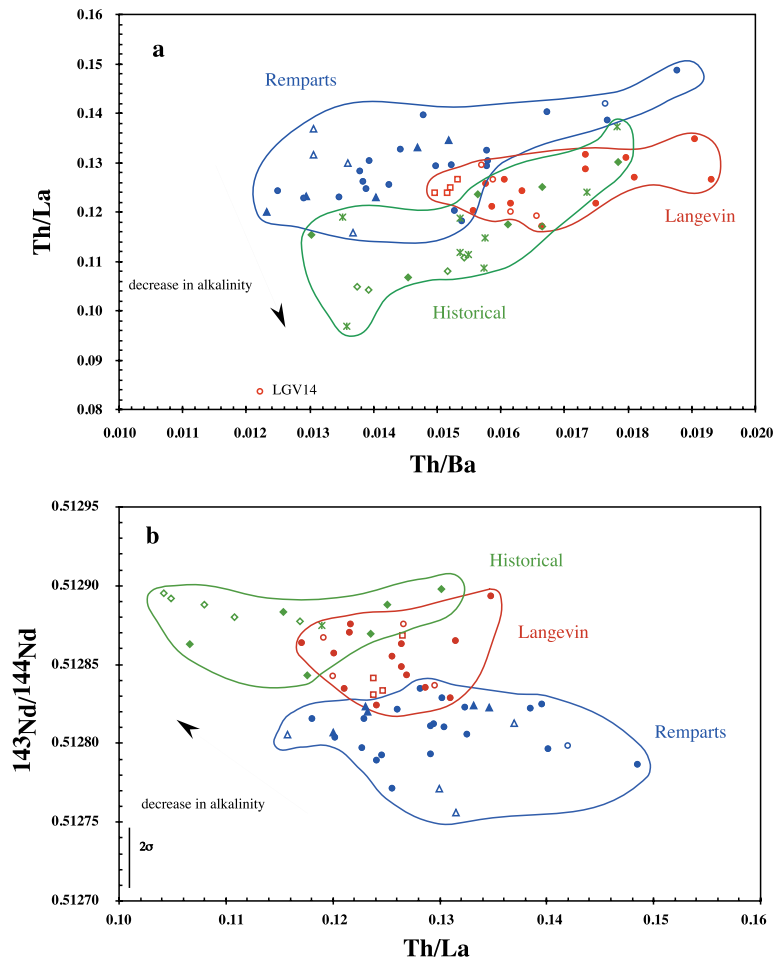 0.16
a
0.15
Remparts
0.14
0.13
Th/La
0.12
Langevin
0.11
decrease in alkalinity
0.10
Historical
0.09
LGV14
0.08
0.010 0.011 0.012 0.013 0.014 0.015 0.016 0.017 0.018 0.019 0.020
Th/Ba
0.51295
b
Historical
0.51290
Langevin
0.51285
143Nd/144Nd
Remparts
0.51280
decrease in alkalinity
0.51275
2σ
0.51270
0.10 0.11 0.12 0.13 0.14 0.15 0.16
Th/La